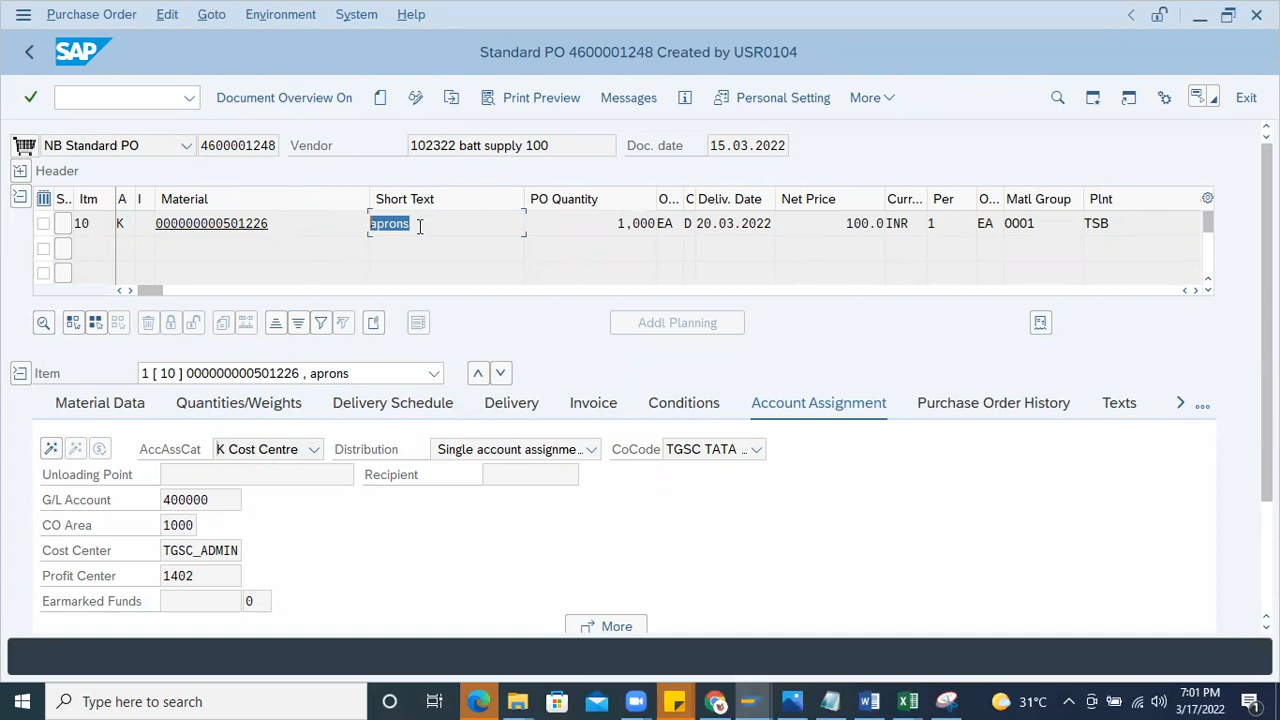 Purchase Order Edit Goto Environment System Help
SAP Standard PO 4600001248 Created by USR0104
Document Overview On Print Preview Messages Personal Setting More Exit
NB Standard PO 4600001248 Vendor 102322 batt supply 100 Doc. date 15.03.2022
Header
S.. Itm A I Material Short Text PO Quantity O... C Deliv. Date Net Price Curr... Per O... Matl Group Plnt
10 K 000000000501226 aprons 1,000 EA D 20.03.2022 100.0 INR 1 EA 0001 TSB
Addl Planning
Item 1 [ 10 ] 000000000501226 , aprons
Material Data Quantities/Weights Delivery Schedule Delivery Invoice Conditions Account Assignment Purchase Order History Texts
AccAssCat K Cost Centre Distribution Single account assignme... CoCode TGSC TATA ...
Unloading Point Recipient
G/L Account 400000
CO Area 1000
Cost Center TGSC_ADMIN
Profit Center 1402
Earmarked Funds 0
More
Type here to search 31°C 7:01 PM
3/17/2022 1